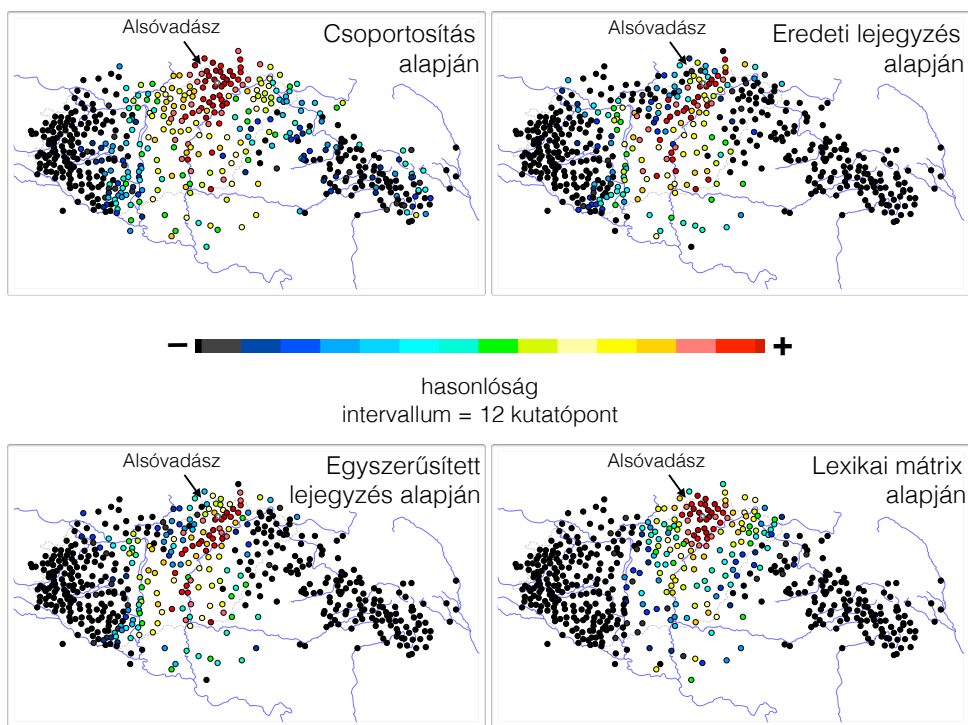 Alsóvadász
Csoportosítás
alapján
Alsóvadász
Eredeti lejegyzés
alapján
– +
hasonlóság
intervallum = 12 kutatópont
Alsóvadász
Egyszerűsített
lejegyzés alapján
Alsóvadász
Lexikai mátrix
alapján